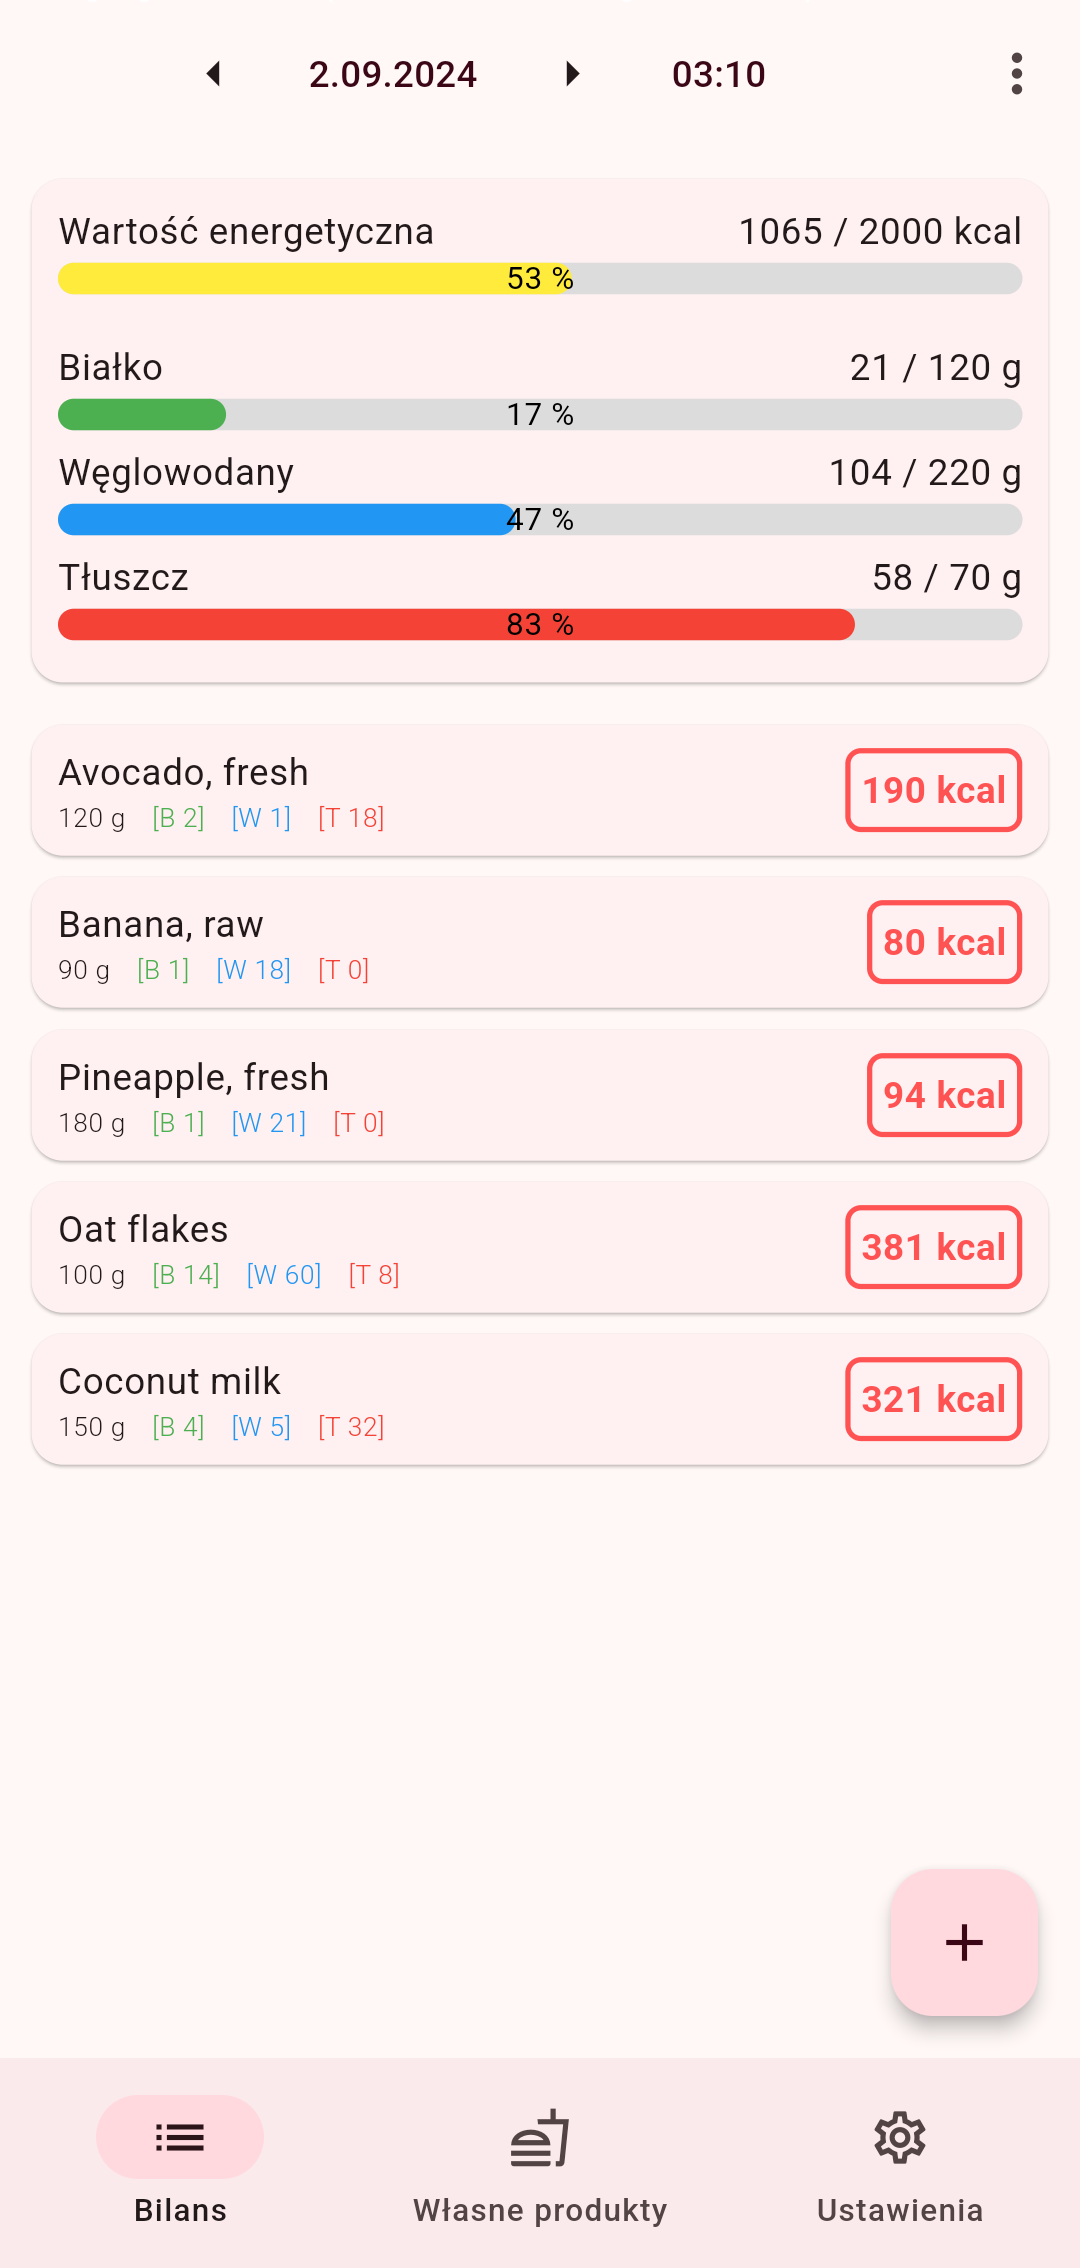 2.09.2024 03:10
Wartość energetyczna 1065 / 2000 kcal
53 %
Białko 21 / 120 g
17 %
Węglowodany 104 / 220 g
47 %
Tłuszcz 58 / 70 g
83 %
Avocado, fresh
120 g [B 2] [W 1] [T 18]
190 kcal
Banana, raw
90 g [B 1] [W 18] [T 0]
80 kcal
Pineapple, fresh
180 g [B 1] [W 21] [T 0]
94 kcal
Oat flakes
100 g [B 14] [W 60] [T 8]
381 kcal
Coconut milk
150 g [B 4] [W 5] [T 32]
321 kcal
Bilans Własne produkty Ustawienia